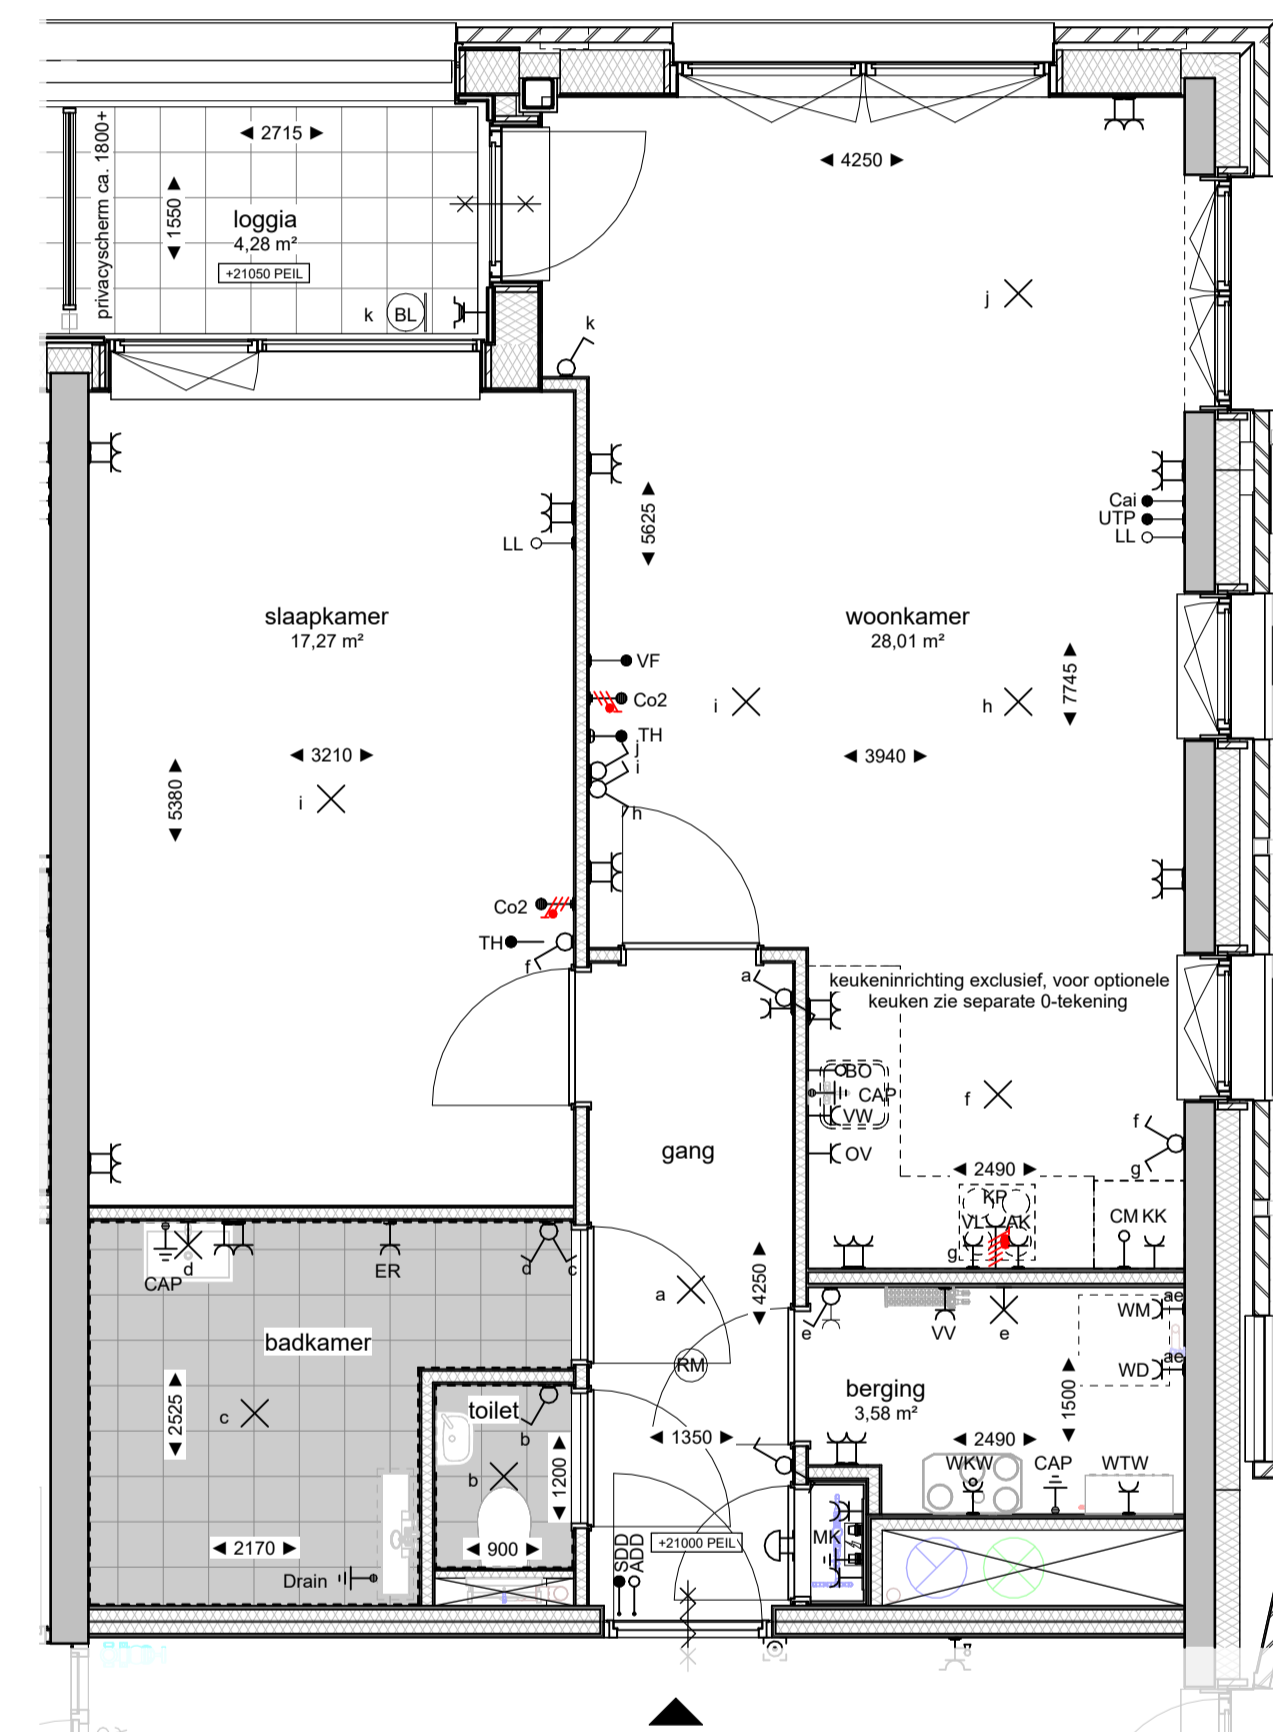 privacyscherm ca. 1800+
2715
1550
loggia
4,28 m²
+21050 PEIL
k
BL
k
4250
j
5625
Cai
UTP
LL
LL
slaapkamer
17,27 m²
woonkamer
28,01 m²
VF
Co2
TH
j
i
h
i
h
7745
3210
3940
5380
i
Co2
TH
f
a
keukeninrichting exclusief, voor optionele
keuken zie separate 0-tekening
BO
CAP
VW
OV
f
f
g
gang
2490
KP
VL
AK
g
CM
KK
CAP
d
ER
d
c
a
4250
badkamer
RM
e
VV
e
WM
ae
WD
ae
berging
3,58 m²
1500
2525
c
toilet
b
b
1200
1350
2490
WKW
CAP
WTW
2170
900
Drain
SDD
ADD
+21000 PEIL
MK